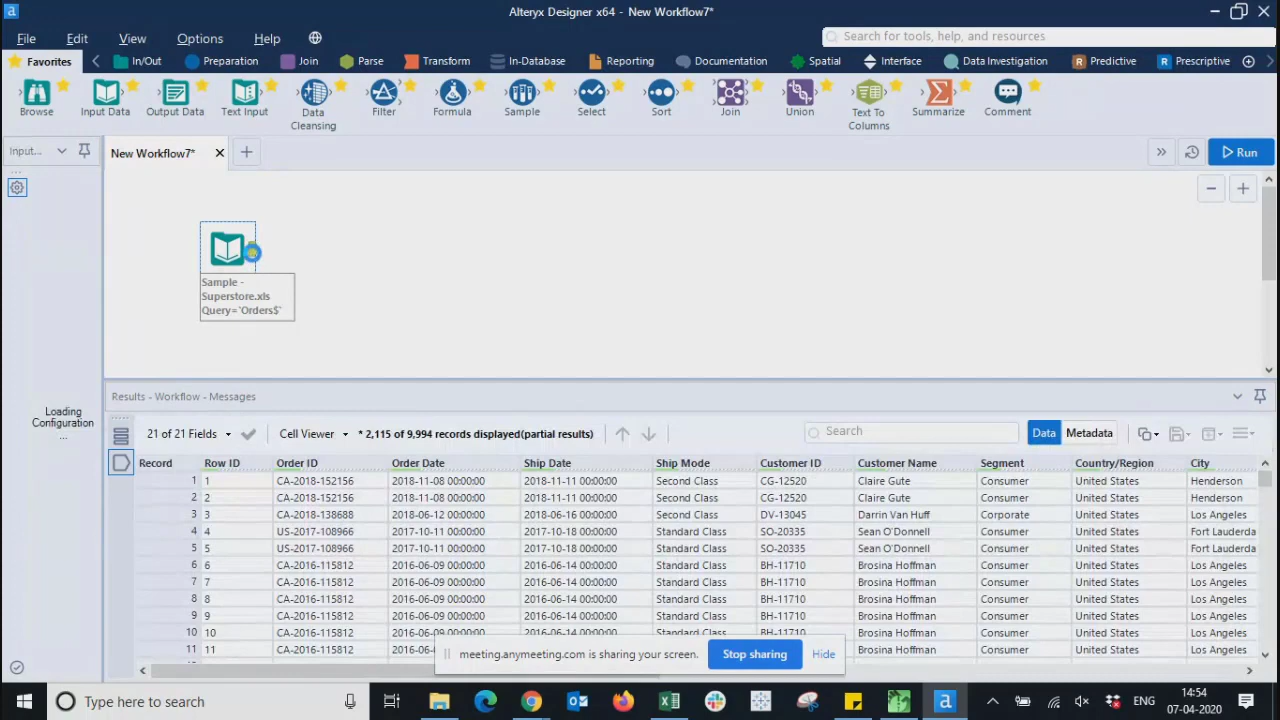 Alteryx Designer x64 - New Workflow7*
File Edit View Options Help
Search for tools, help, and resources
Favorites In/Out Preparation Join Parse Transform In-Database Reporting Documentation Spatial Interface Data Investigation Predictive Prescriptive
Browse Input Data Output Data Text Input Data Cleansing Filter Formula Sample Select Sort Join Union Text To Columns Summarize Comment
Input... New Workflow7* Run
Sample -
Superstore.xls
Query=`Orders$`
Loading
Configuration
...
Results - Workflow - Messages
21 of 21 Fields Cell Viewer * 2,115 of 9,994 records displayed(partial results) Search Data Metadata
Record Row ID Order ID Order Date Ship Date Ship Mode Customer ID Customer Name Segment Country/Region City
1 1 CA-2018-152156 2018-11-08 00:00:00 2018-11-11 00:00:00 Second Class CG-12520 Claire Gute Consumer United States Henderson
2 2 CA-2018-152156 2018-11-08 00:00:00 2018-11-11 00:00:00 Second Class CG-12520 Claire Gute Consumer United States Henderson
3 3 CA-2018-138688 2018-06-12 00:00:00 2018-06-16 00:00:00 Second Class DV-13045 Darrin Van Huff Corporate United States Los Angeles
4 4 US-2017-108966 2017-10-11 00:00:00 2017-10-18 00:00:00 Standard Class SO-20335 Sean O'Donnell Consumer United States Fort Lauderda
5 5 US-2017-108966 2017-10-11 00:00:00 2017-10-18 00:00:00 Standard Class SO-20335 Sean O'Donnell Consumer United States Fort Lauderda
6 6 CA-2016-115812 2016-06-09 00:00:00 2016-06-14 00:00:00 Standard Class BH-11710 Brosina Hoffman Consumer United States Los Angeles
7 7 CA-2016-115812 2016-06-09 00:00:00 2016-06-14 00:00:00 Standard Class BH-11710 Brosina Hoffman Consumer United States Los Angeles
8 8 CA-2016-115812 2016-06-09 00:00:00 2016-06-14 00:00:00 Standard Class BH-11710 Brosina Hoffman Consumer United States Los Angeles
9 9 CA-2016-115812 2016-06-09 00:00:00 2016-06-14 00:00:00 Standard Class BH-11710 Brosina Hoffman Consumer United States Los Angeles
10 10 CA-2016-115812 2016-06-09 00:00:00 2016-06-14 00:00:00 Standard Class BH-11710 Brosina Hoffman Consumer United States Los Angeles
11 11 CA-2016-115812 United States Los Angeles
meeting.anymeeting.com is sharing your screen. Stop sharing Hide
Type here to search
ENG
14:54
07-04-2020